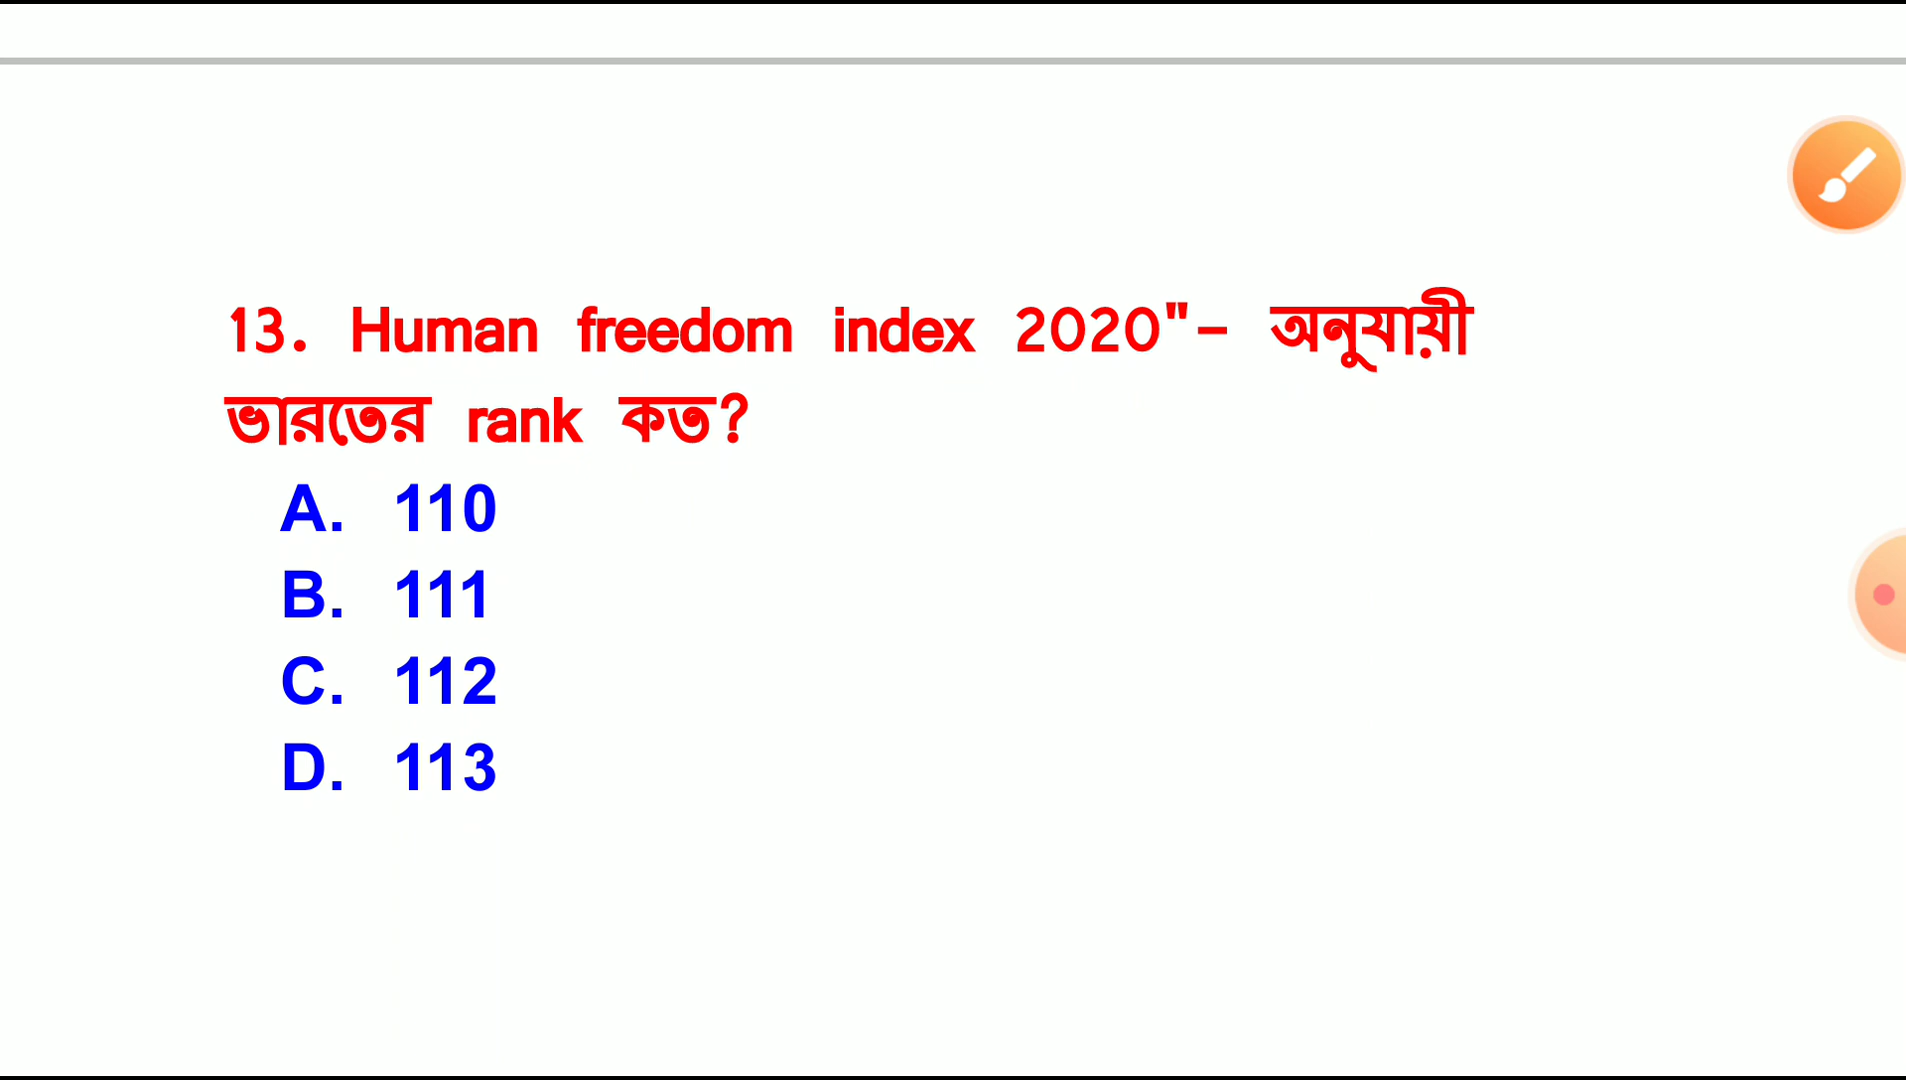 13. Human freedom index 2020"- অনুযায়ী
ভারতের rank কত?
A. 110
B. 111
C. 112
D. 113